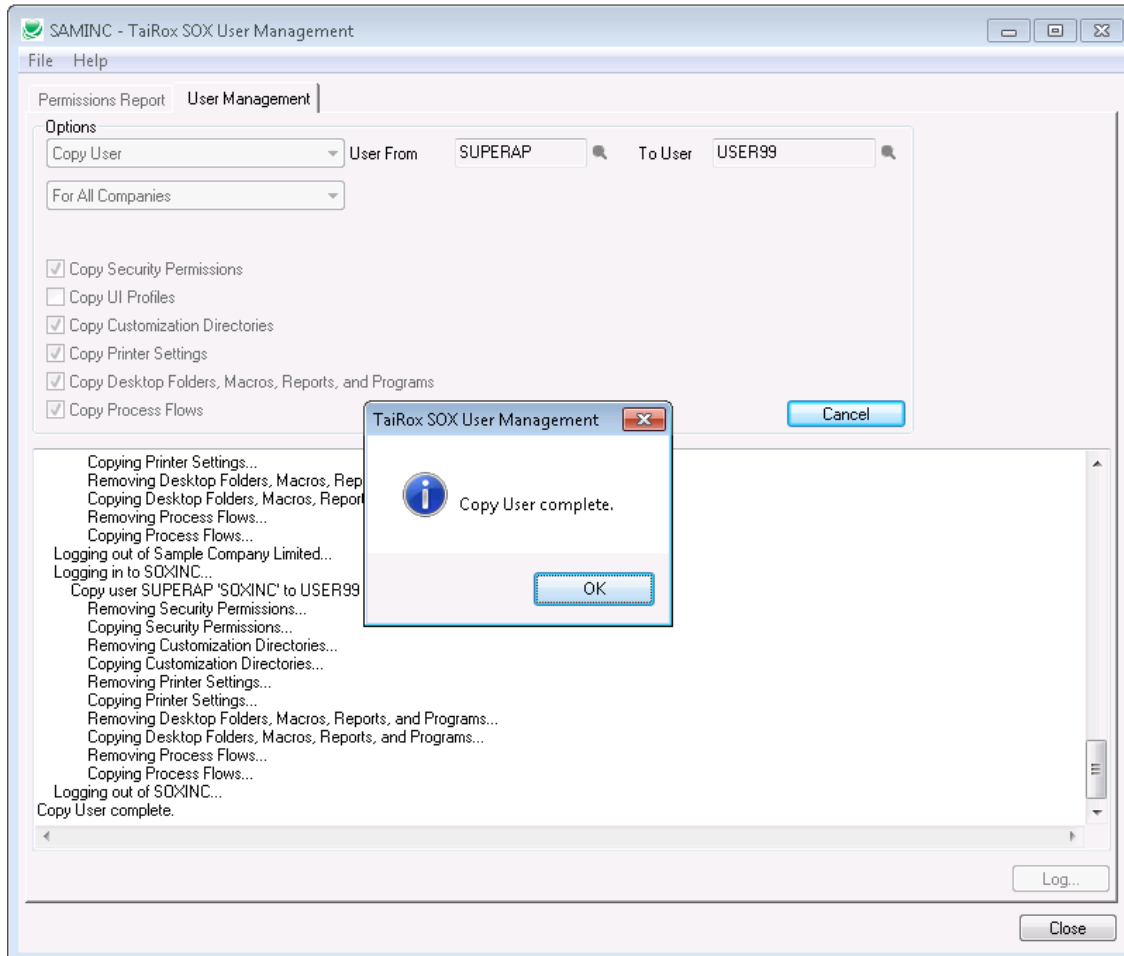 SAMINC - TaiRox SOX User Management
File Help
Permissions Report User Management
Options
Copy User User From SUPERAP To User USER99
For All Companies
Copy Security Permissions
Copy UI Profiles
Copy Customization Directories
Copy Printer Settings
Copy Desktop Folders, Macros, Reports, and Programs
Copy Process Flows
Cancel
TaiRox SOX User Management
Copy User complete.
OK
Copying Printer Settings...
Removing Desktop Folders, Macros, Rep
Copying Desktop Folders, Macros, Report
Removing Process Flows...
Copying Process Flows...
Logging out of Sample Company Limited...
Logging in to SOXINC...
Copy user SUPERAP 'SOXINC' to USER99
Removing Security Permissions...
Copying Security Permissions...
Removing Customization Directories...
Copying Customization Directories...
Removing Printer Settings...
Copying Printer Settings...
Removing Desktop Folders, Macros, Reports, and Programs...
Copying Desktop Folders, Macros, Reports, and Programs...
Removing Process Flows...
Copying Process Flows...
Logging out of SOXINC...
Copy User complete.
Log...
Close